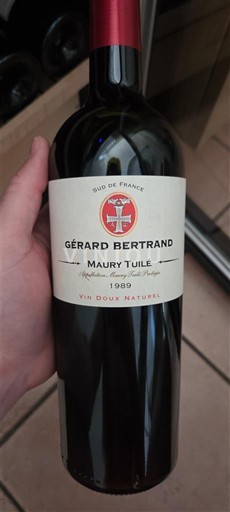 SUD DE FRANCE
GÉRARD BERTRAND
MAURY TUILÉ
Appellation Maury Tuilé Protégée
1989
VIN DOUX NATUREL